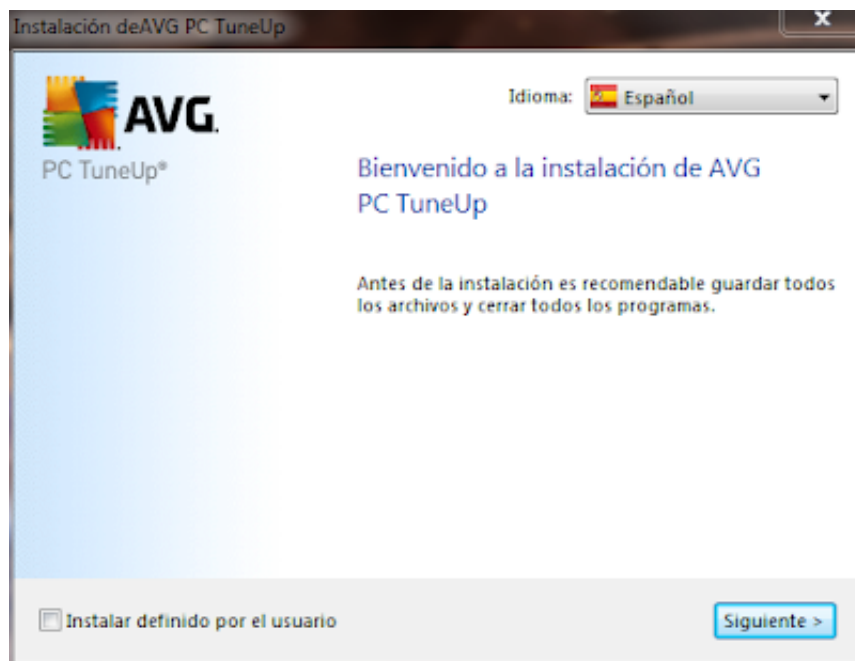 Instalación deAVG PC TuneUp
x
AVG.
PC TuneUp®
Idioma: Español
Bienvenido a la instalación de AVG
PC TuneUp
Antes de la instalación es recomendable guardar todos
los archivos y cerrar todos los programas.
Instalar definido por el usuario
Siguiente >